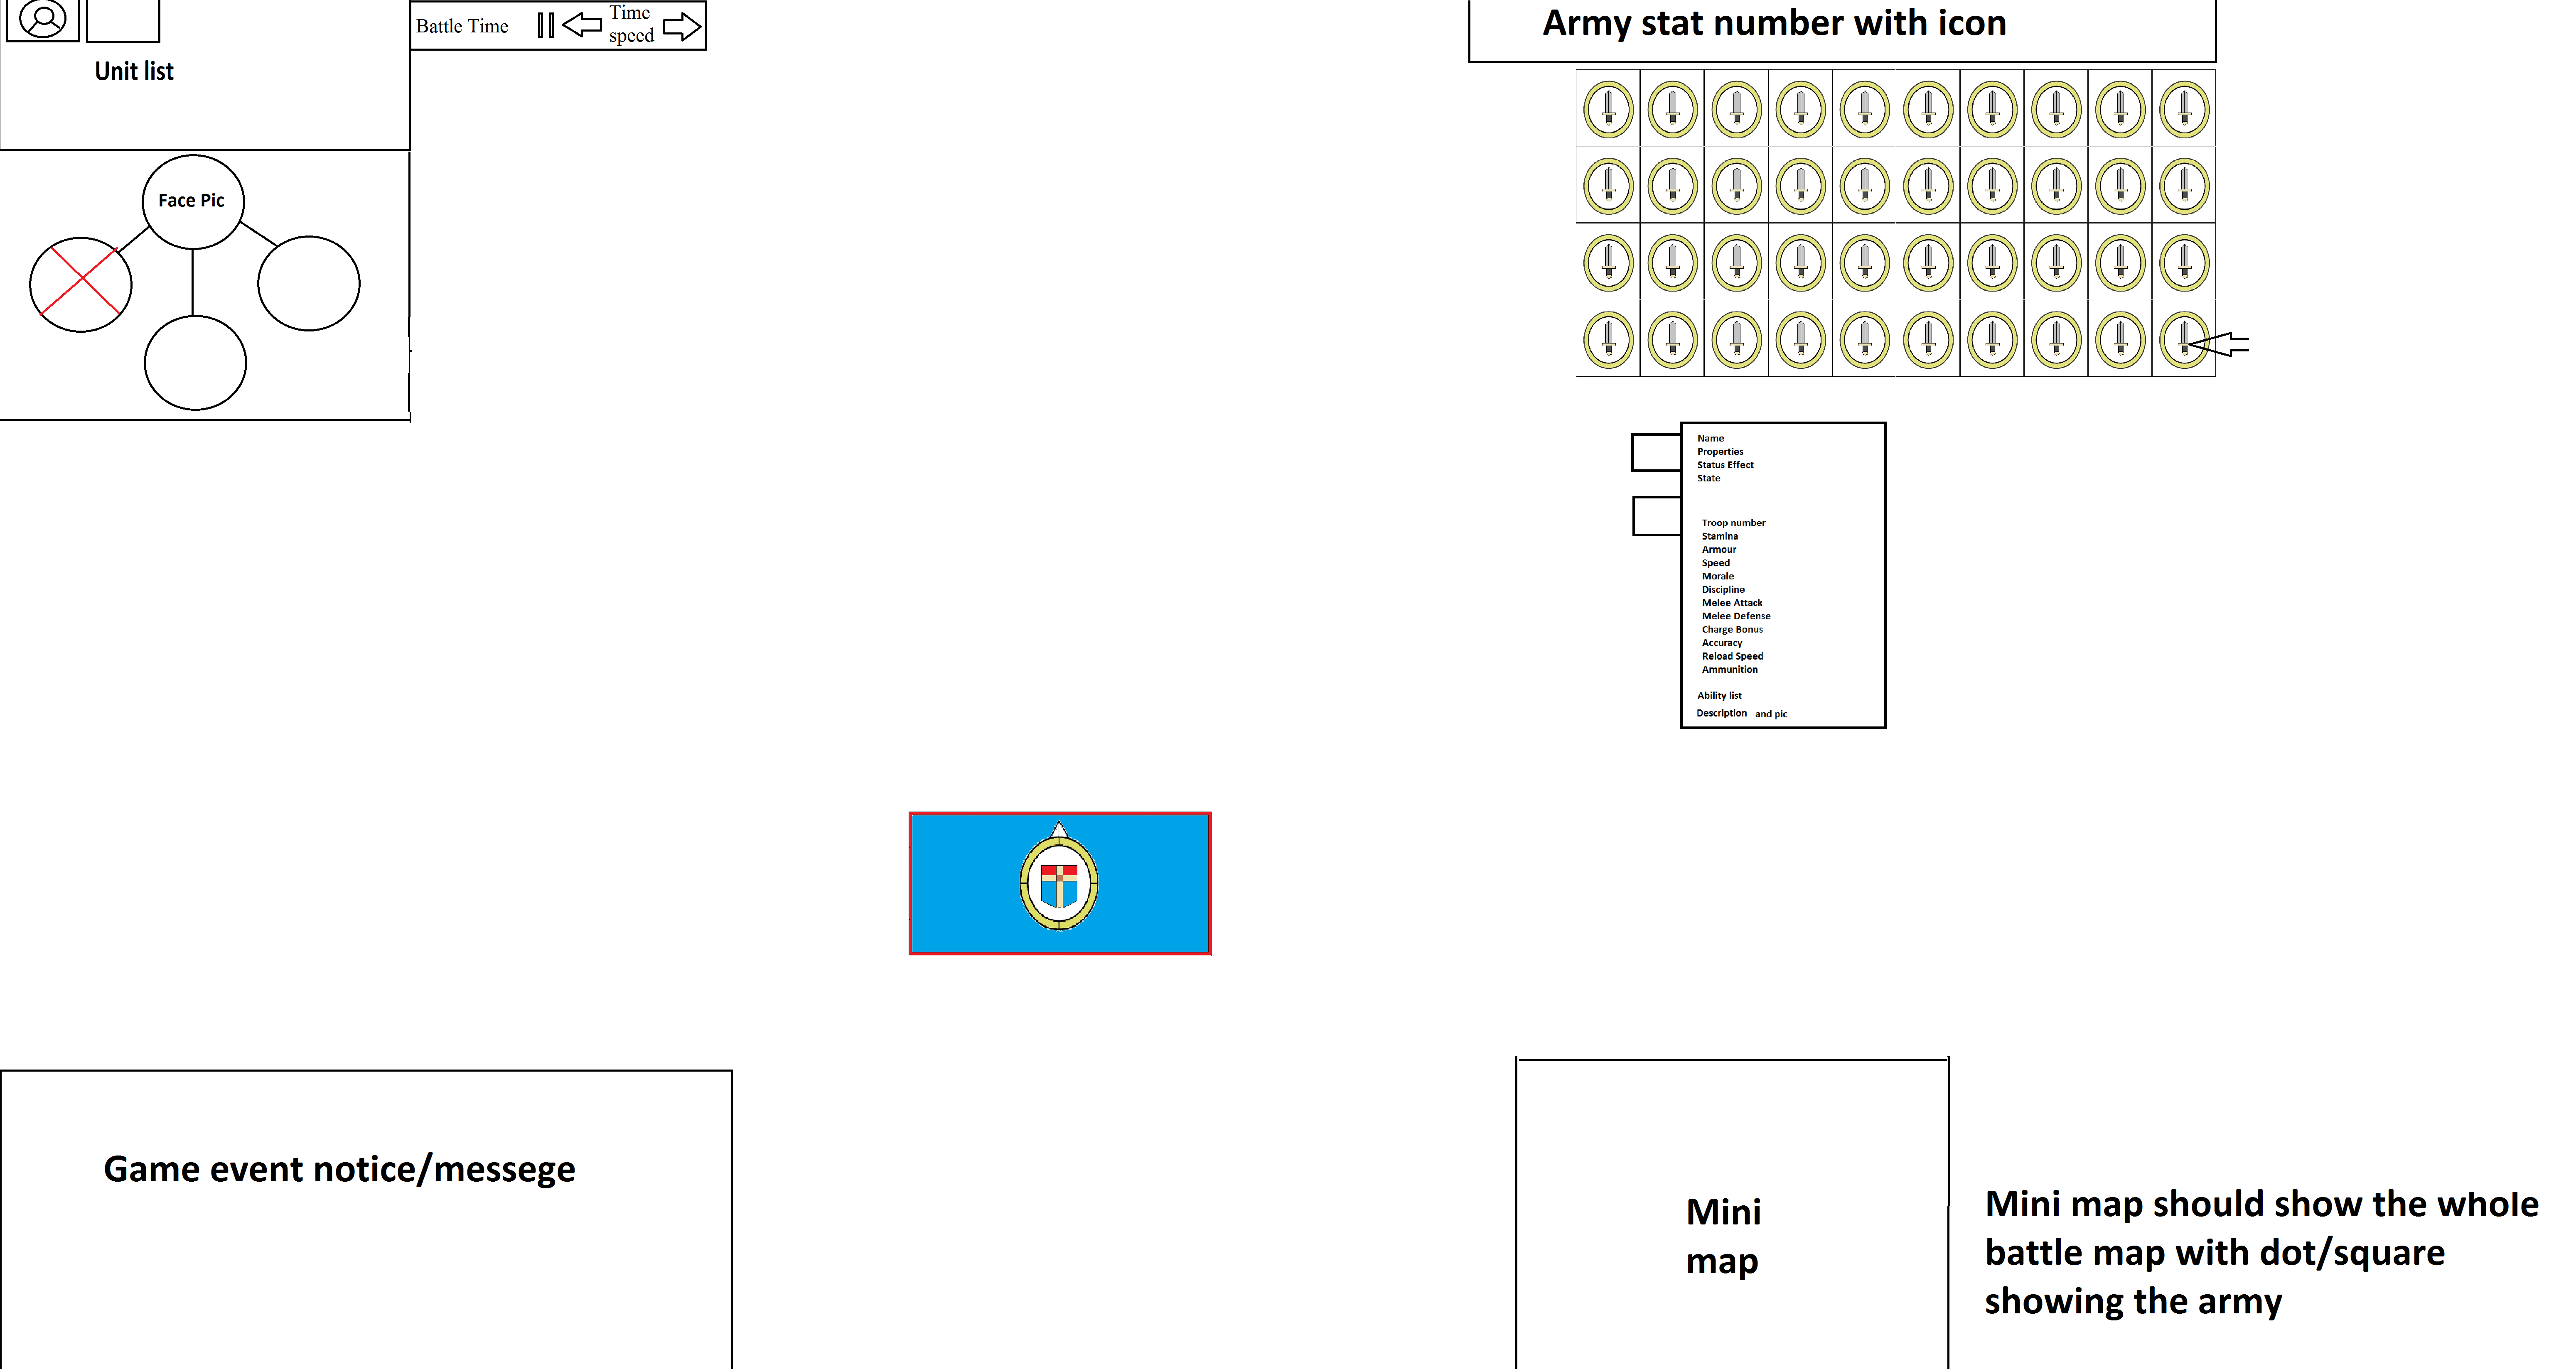 Battle Time
Time
speed
Army stat number with icon
Unit list
Face Pic
Name
Properties
Status Effect
State
Troop number
Stamina
Armour
Speed
Morale
Discipline
Melee Attack
Melee Defense
Charge Bonus
Accuracy
Reload Speed
Ammunition
Ability list
Description and pic
Game event notice/messege
Mini
map
Mini map should show the whole
battle map with dot/square
showing the army